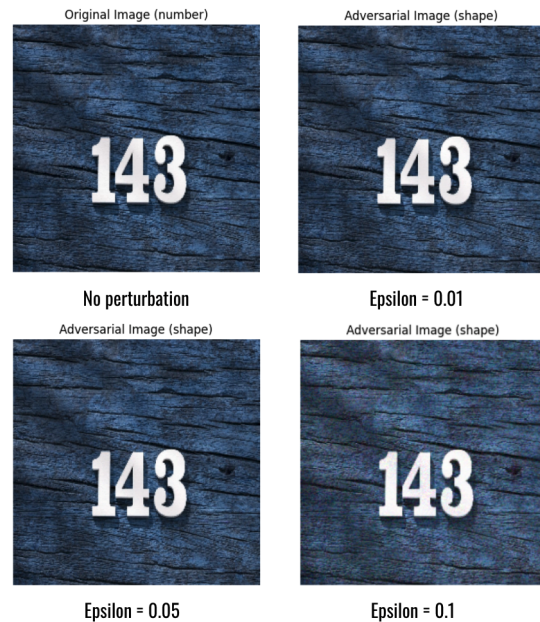 Original Image (number)
Adversarial Image (shape)
143
143
No perturbation
Epsilon = 0.01
Adversarial Image (shape)
Adversarial Image (shape)
143
143
Epsilon = 0.05
Epsilon = 0.1